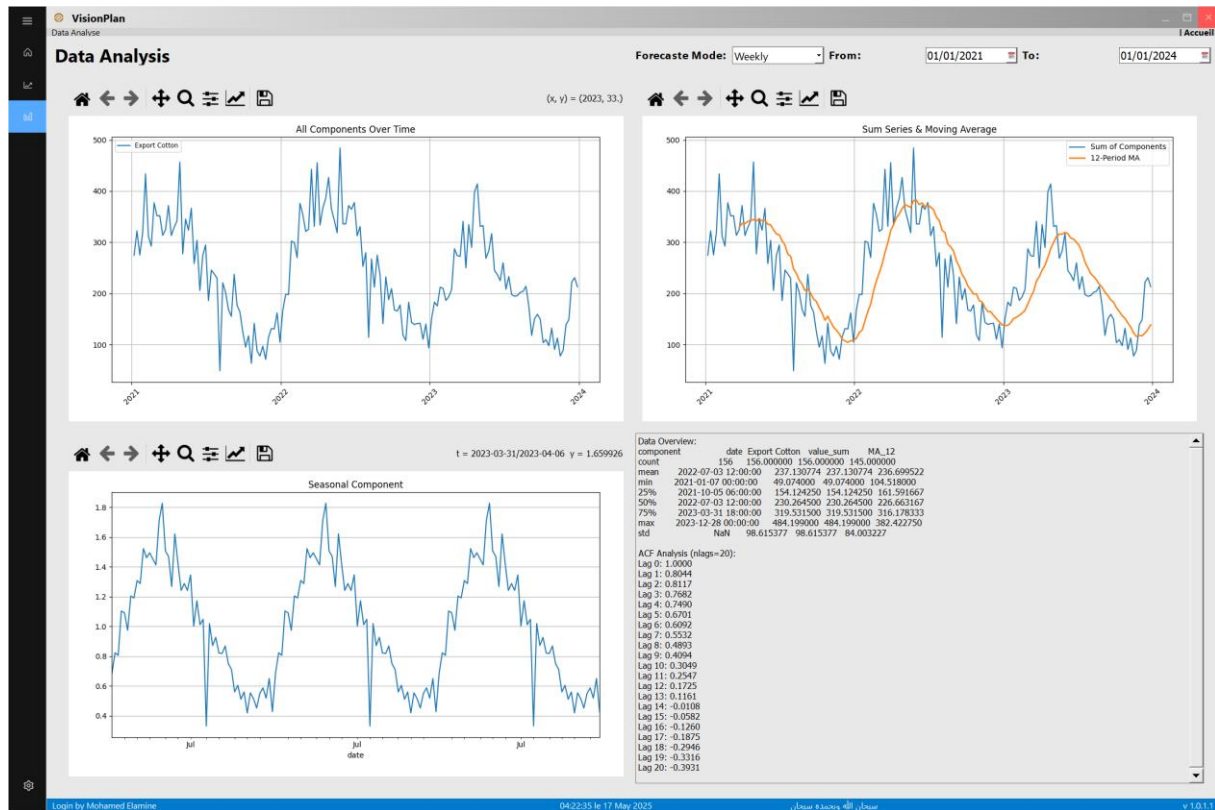 VisionPlan
Data Analyse
| Accueil
Data Analysis
Forecaste Mode: Weekly From: 01/01/2021 To: 01/01/2024
(x, y) = (2023, 33.)
All Components Over Time
Export Cotton
500
400
300
200
100
2021
2022
2023
2024
Sum Series & Moving Average
Sum of Components
12-Period MA
500
400
300
200
100
2021
2022
2023
2024
t = 2023-03-31/2023-04-06 y = 1.659926
Seasonal Component
1.8
1.6
1.4
1.2
1.0
0.8
0.6
0.4
Jul
Jul
Jul
date
Data Overview:
component date Export Cotton value_sum MA_12
count 156 156.000000 156.000000 145.000000
mean 2022-07-03 12:00:00 237.130774 237.130774 236.699522
min 2021-01-07 00:00:00 49.074000 49.074000 104.518000
25% 2021-10-05 06:00:00 154.124250 154.124250 161.591667
50% 2022-07-03 12:00:00 230.264500 230.264500 226.663167
75% 2023-03-31 18:00:00 319.531500 319.531500 316.178333
max 2023-12-28 00:00:00 484.199000 484.199000 382.422750
std NaN 98.615377 98.615377 84.003227
ACF Analysis (nlags=20):
Lag 0: 1.0000
Lag 1: 0.8044
Lag 2: 0.8117
Lag 3: 0.7682
Lag 4: 0.7490
Lag 5: 0.6701
Lag 6: 0.6092
Lag 7: 0.5532
Lag 8: 0.4893
Lag 9: 0.4094
Lag 10: 0.3049
Lag 11: 0.2547
Lag 12: 0.1725
Lag 13: 0.1161
Lag 14: -0.0108
Lag 15: -0.0582
Lag 16: -0.1260
Lag 17: -0.1875
Lag 18: -0.2946
Lag 19: -0.3316
Lag 20: -0.3931
Login by Mohamed Elamine
04:22:35 le 17 May 2025
سبحان الله وبحمده سبحان
v 1.0.1.1